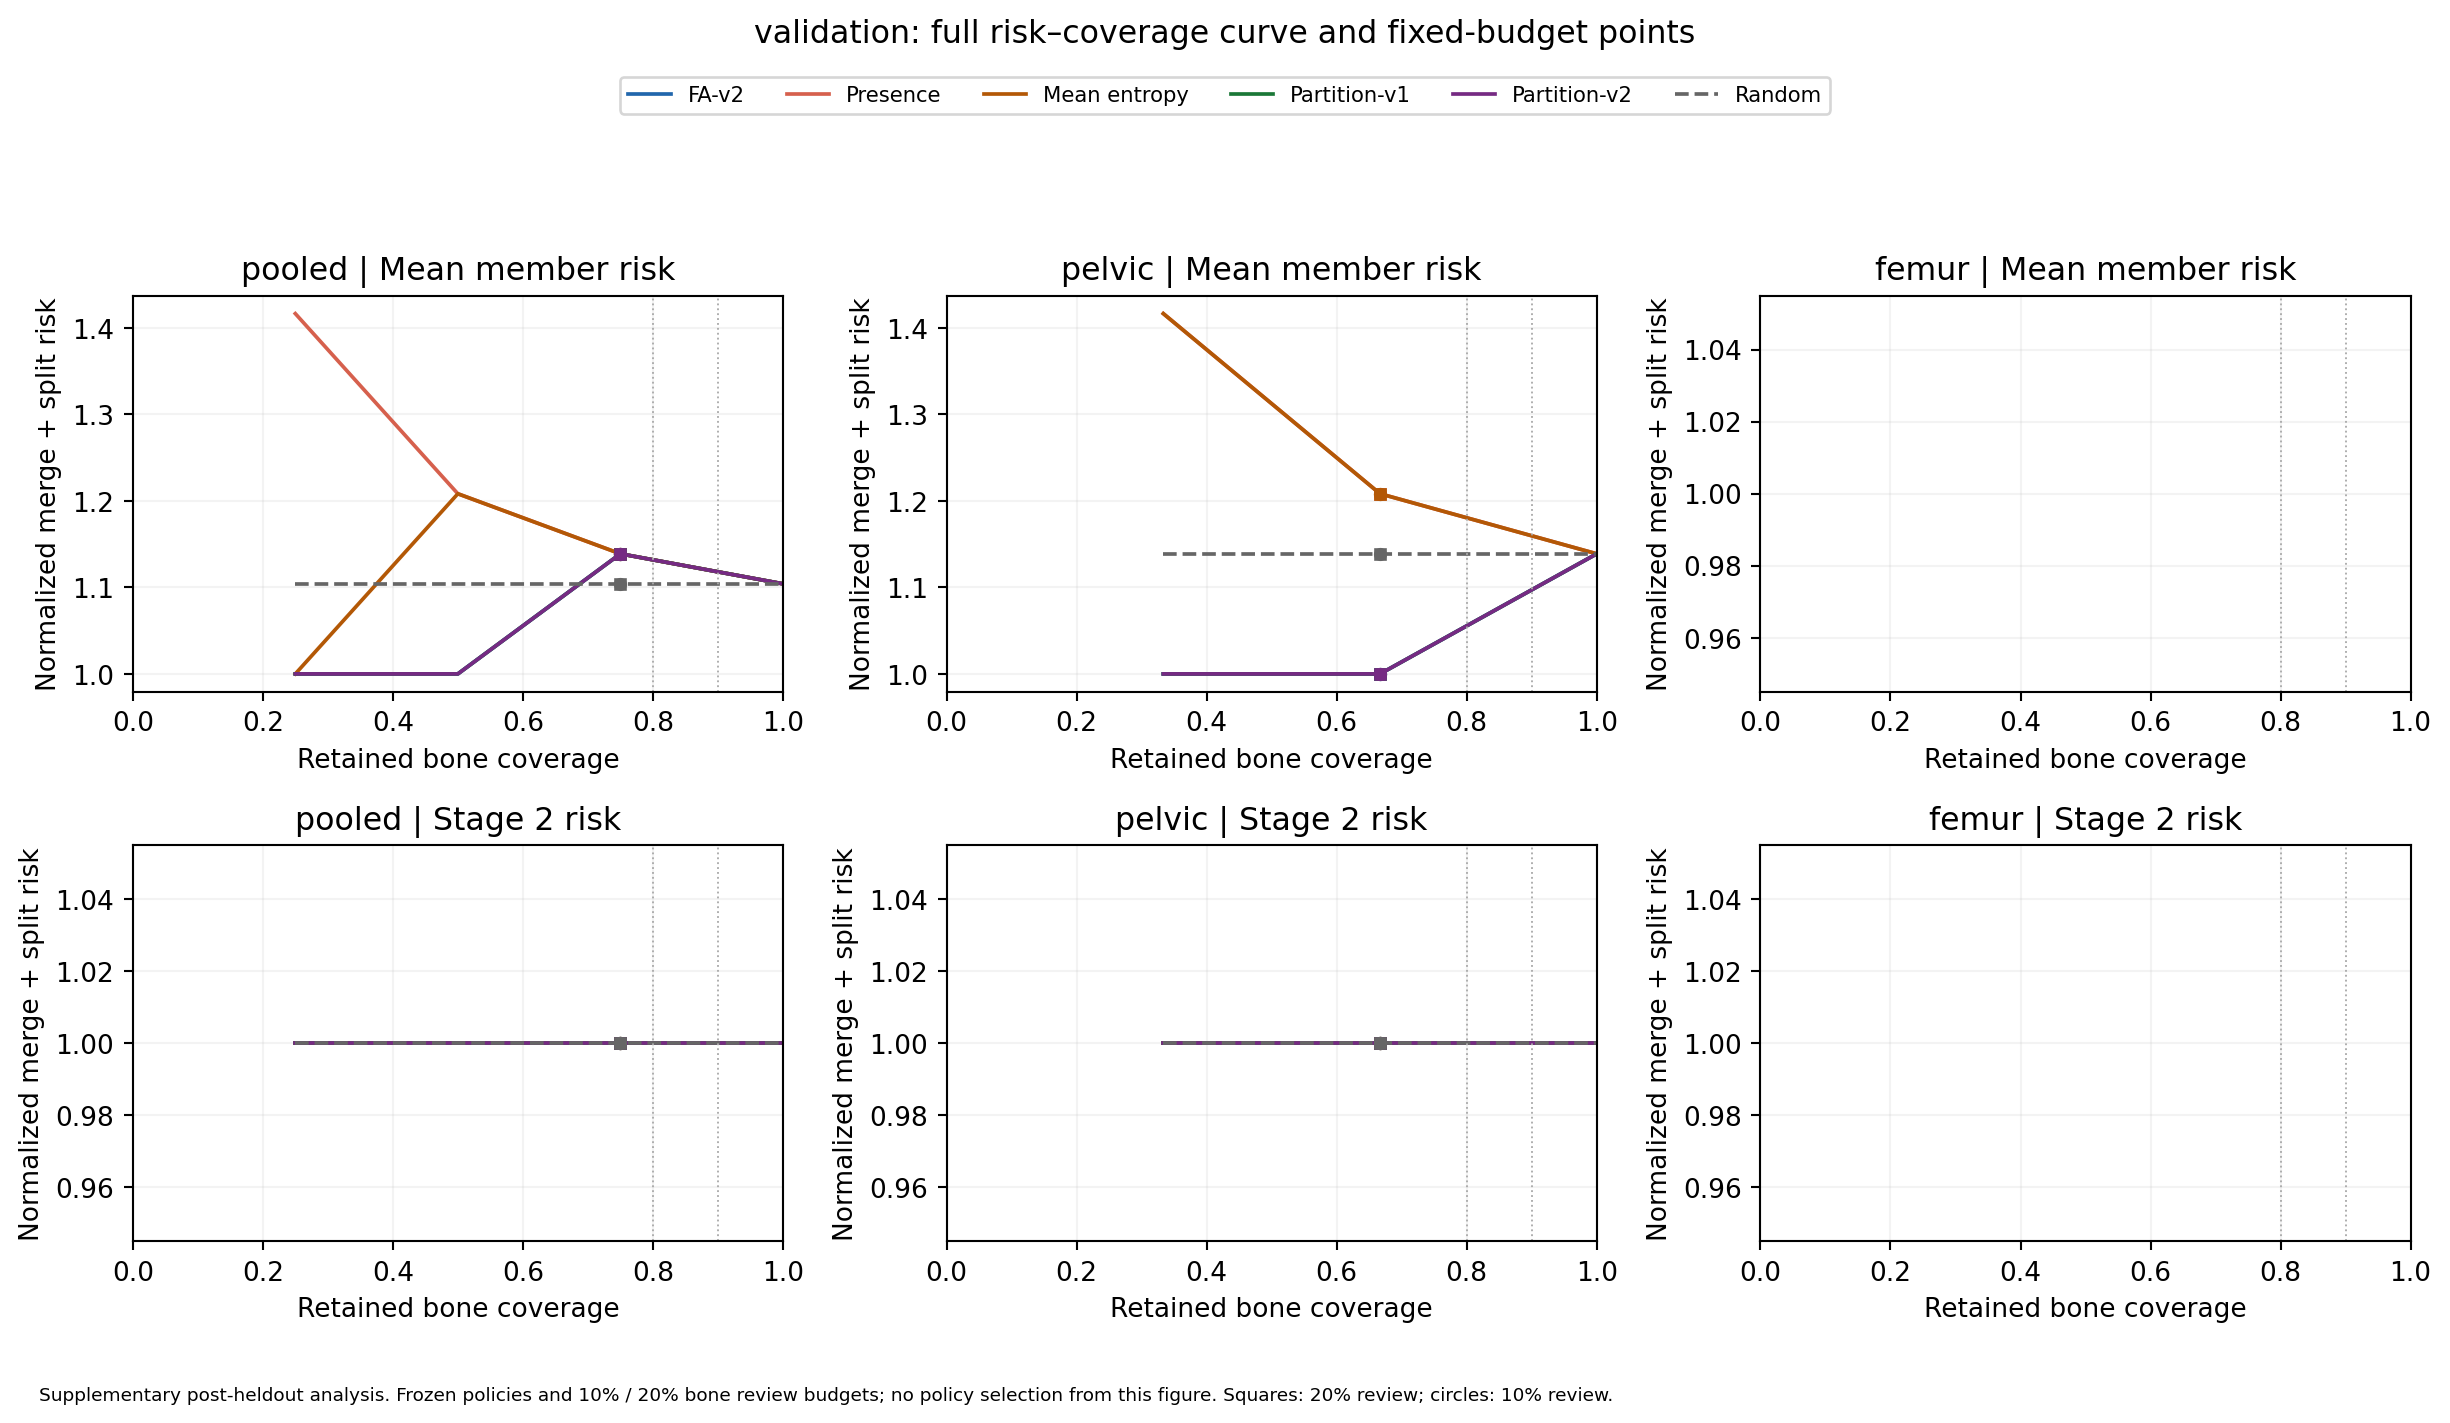 validation: full risk–coverage curve and fixed-budget points
FA-v2 Presence Mean entropy Partition-v1 Partition-v2 Random
pooled | Mean member risk
Normalized merge + split risk
1.4
1.3
1.2
1.1
1.0
0.0 0.2 0.4 0.6 0.8 1.0
Retained bone coverage
pelvic | Mean member risk
Normalized merge + split risk
1.4
1.3
1.2
1.1
1.0
0.0 0.2 0.4 0.6 0.8 1.0
Retained bone coverage
femur | Mean member risk
Normalized merge + split risk
1.04
1.02
1.00
0.98
0.96
0.0 0.2 0.4 0.6 0.8 1.0
Retained bone coverage
pooled | Stage 2 risk
Normalized merge + split risk
1.04
1.02
1.00
0.98
0.96
0.0 0.2 0.4 0.6 0.8 1.0
Retained bone coverage
pelvic | Stage 2 risk
Normalized merge + split risk
1.04
1.02
1.00
0.98
0.96
0.0 0.2 0.4 0.6 0.8 1.0
Retained bone coverage
femur | Stage 2 risk
Normalized merge + split risk
1.04
1.02
1.00
0.98
0.96
0.0 0.2 0.4 0.6 0.8 1.0
Retained bone coverage
Supplementary post-heldout analysis. Frozen policies and 10% / 20% bone review budgets; no policy selection from this figure. Squares: 20% review; circles: 10% review.